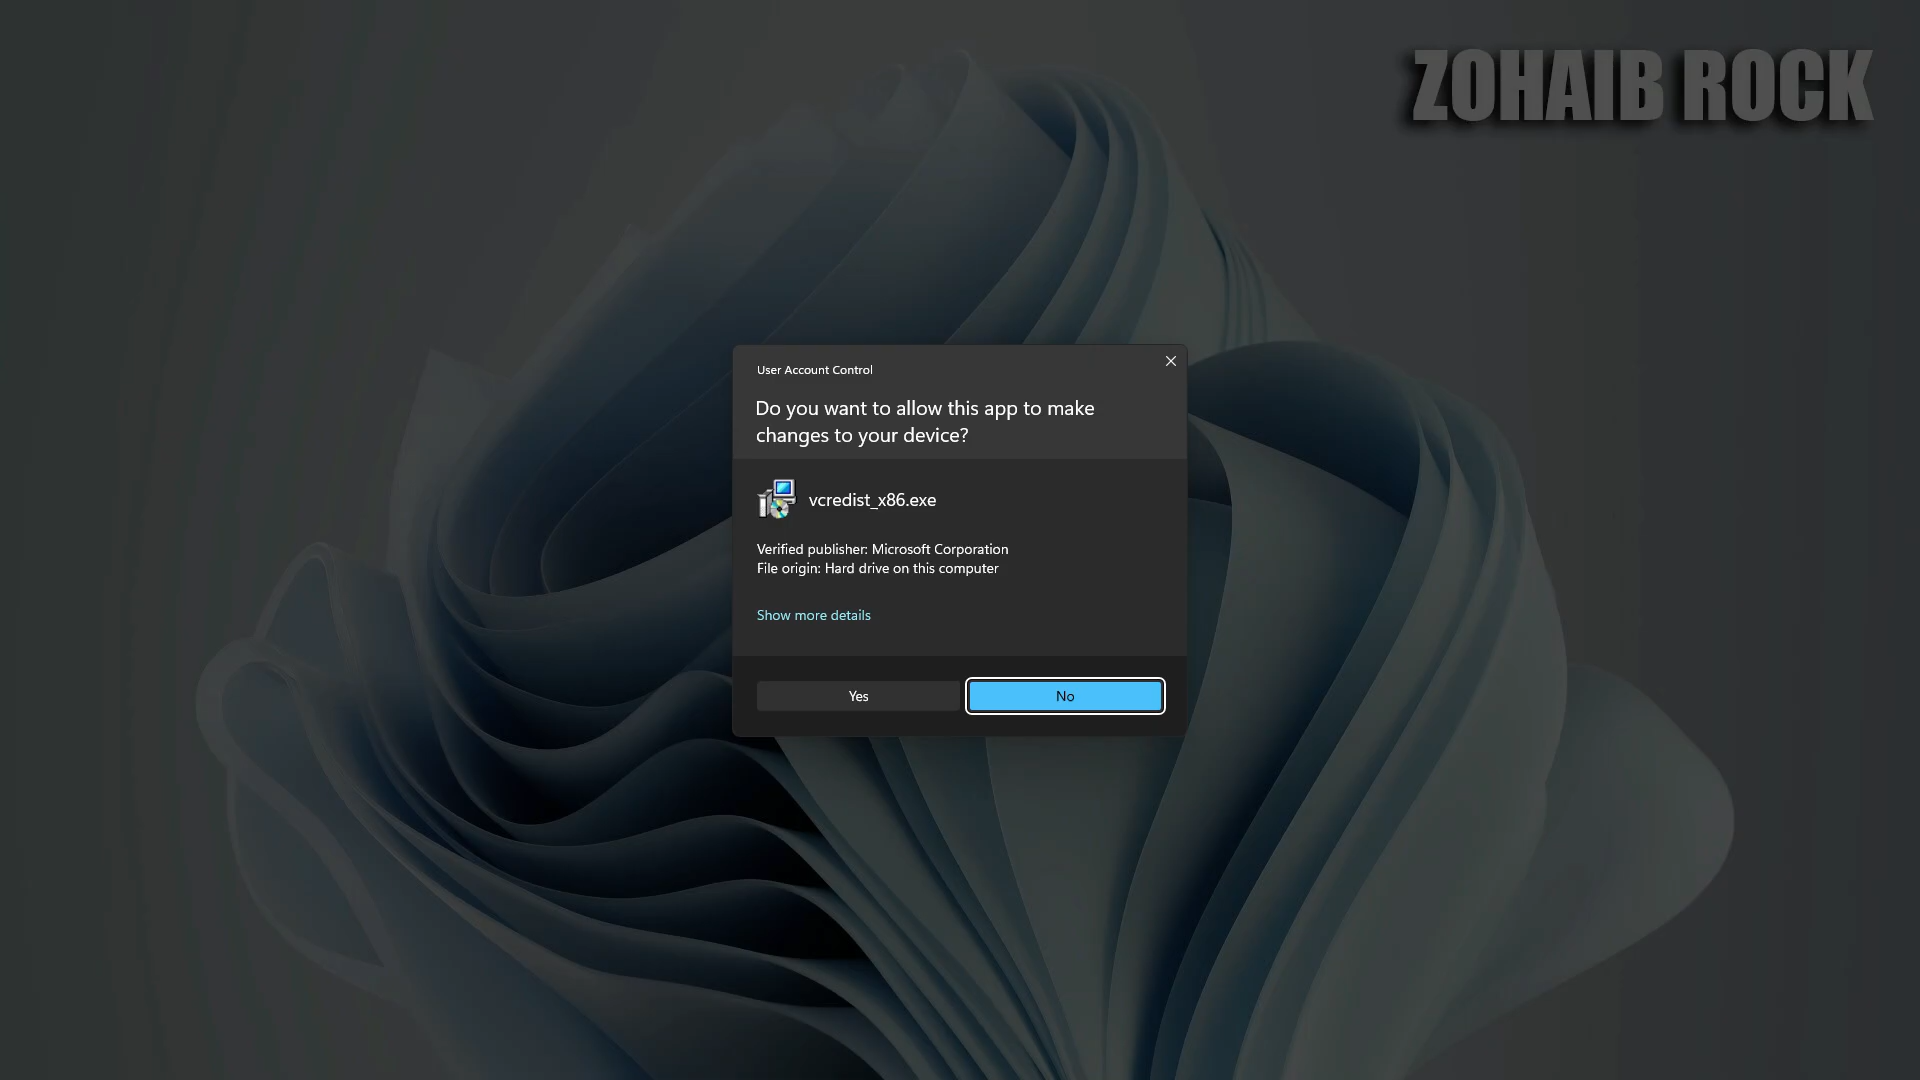 ZOHAIB ROCK
User Account Control
Do you want to allow this app to make
changes to your device?
vcredist_x86.exe
Verified publisher: Microsoft Corporation
File origin: Hard drive on this computer
Show more details
Yes
No